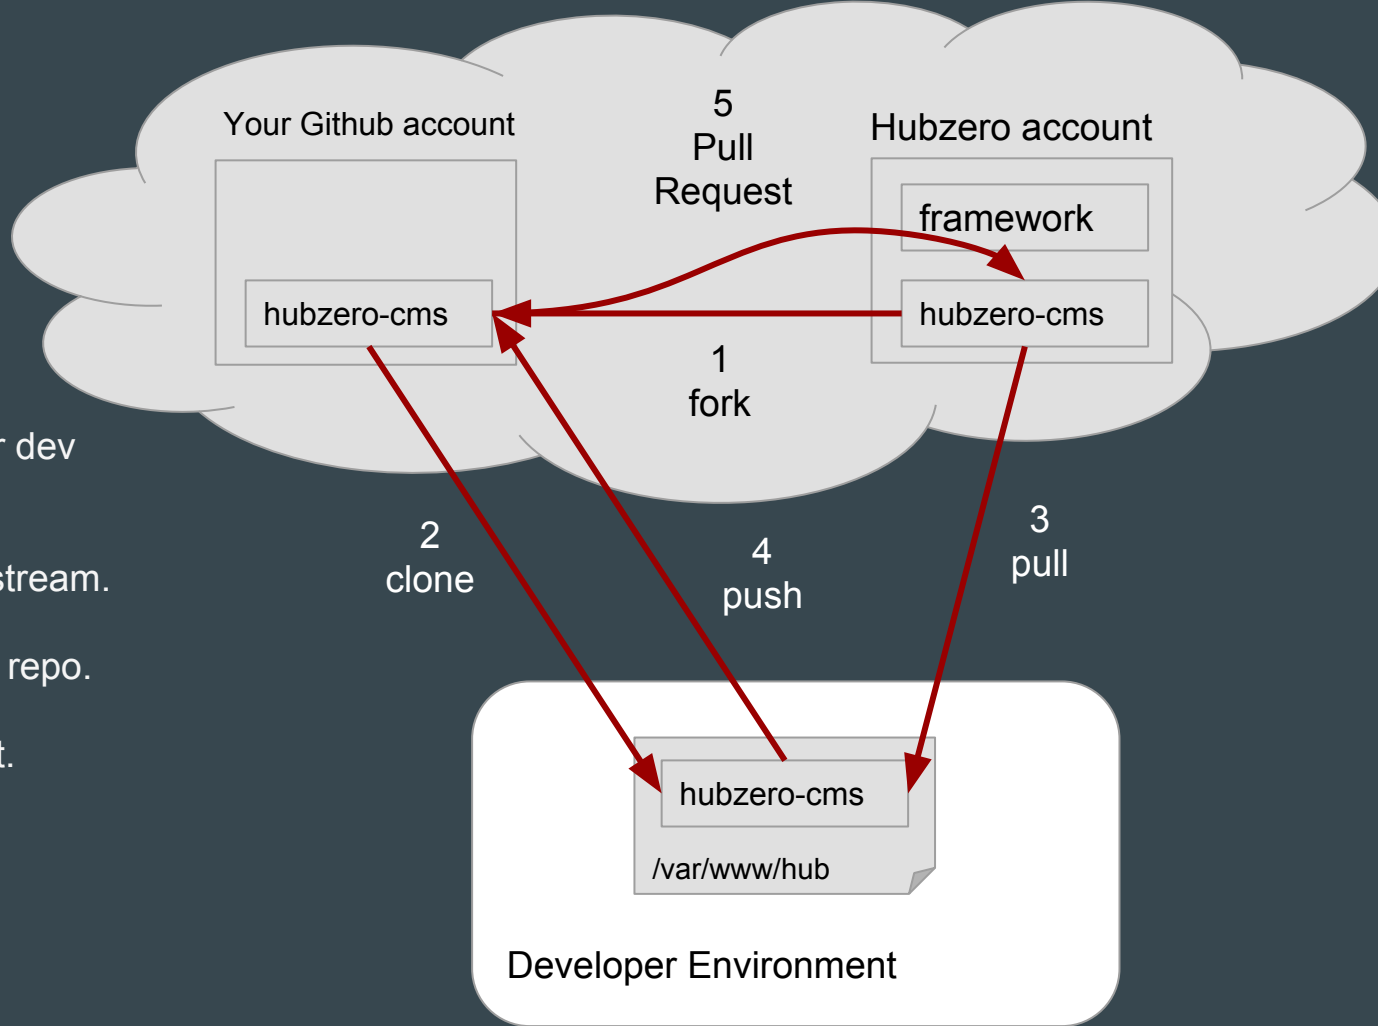 Your Github account
5
Pull
Request
Hubzero account
framework
hubzero-cms
hubzero-cms
1
fork
dev
2
clone
4
push
3
pull
stream.
repo.
t.
hubzero-cms
/var/www/hub
Developer Environment